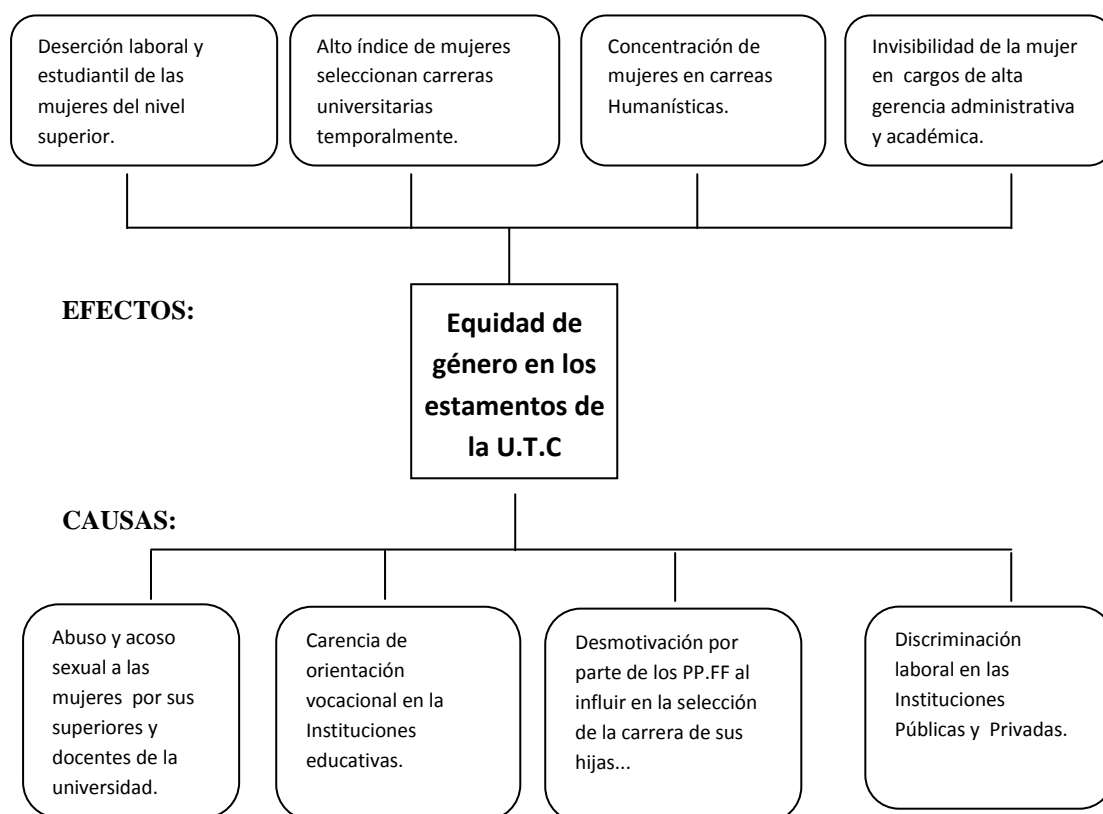 Deserción laboral y
estudiantil de las
mujeres del nivel
superior.
Alto índice de mujeres
seleccionan carreras
universitarias
temporalmente.
Concentración de
mujeres en carreas
Humanísticas.
Invisibilidad de la mujer
en cargos de alta
gerencia administrativa
y académica.
EFECTOS:
Equidad de
género en los
estamentos de
la U.T.C
CAUSAS:
Abuso y acoso
sexual a las
mujeres por sus
superiores y
docentes de la
universidad.
Carencia de
orientación
vocacional en la
Instituciones
educativas.
Desmotivación por
parte de los PP.FF al
influir en la selección
de la carrera de sus
hijas...
Discriminación
laboral en las
Instituciones
Públicas y Privadas.